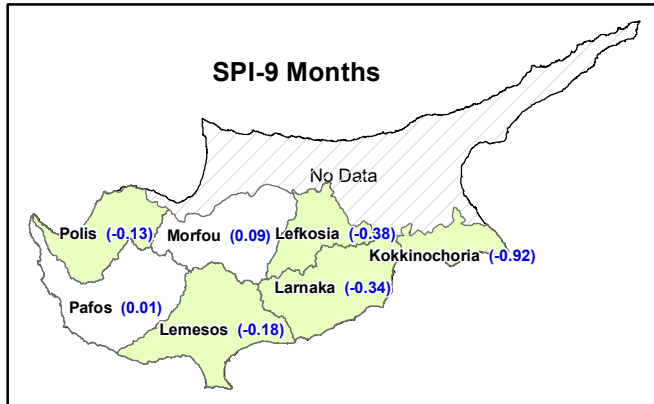 SPI-9 Months
No Data
Polis (-0.13)
Morfou (0.09)
Lefkosia (-0.38)
Kokkinochoria (-0.92)
Larnaka (-0.34)
Pafos (0.01)
Lemesos (-0.18)